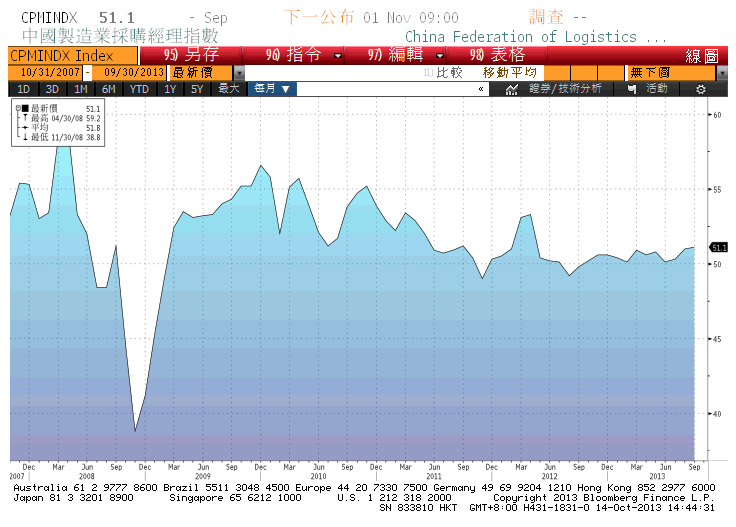 CPMINDX 51.1 - Sep 下一公布 01 Nov 09:00 調查 --
中國製造業採購經理指數 China Federation of Logistics ...
CPMINDX Index 95) 另存 96) 指令 97) 編輯 98) 表格 線圖
10/31/2007 - 09/30/2013 最新價 11) 比較 移動平均 無下價
1D 3D 1M 6M YTD 1Y 5Y 最大 每月 ▼ « 證券/技術分析 活動
最新價 51.1
最高 04/30/08 59.2
平均 51.8
最低 11/30/08 38.8
60
55
51.1
50
45
40
Dec Mar Jun Sep Dec Mar Jun Sep Dec Mar Jun Sep Dec Mar Jun Sep Dec Mar Jun Sep Dec Mar Jun Sep
2007 2008 2009 2010 2011 2012 2013
Australia 61 2 9777 8600 Brazil 5511 3048 4500 Europe 44 20 7330 7500 Germany 49 69 9204 1210 Hong Kong 852 2977 6000
Japan 81 3 3201 8900 Singapore 65 6212 1000 U.S. 1 212 318 2000 Copyright 2013 Bloomberg Finance L.P.
SN 833810 HKT GMT+8:00 H431-1831-0 14-Oct-2013 14:44:31